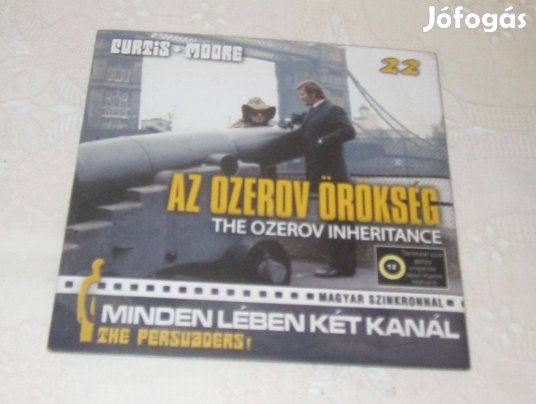 Jófogás
CURTIS + MOORE
22
AZ OZEROV ÖRÖKSÉG
THE OZEROV INHERITANCE
12
MAGYAR SZINKRONNAL
MINDEN LÉBEN KÉT KANÁL
THE PERSUADERS!